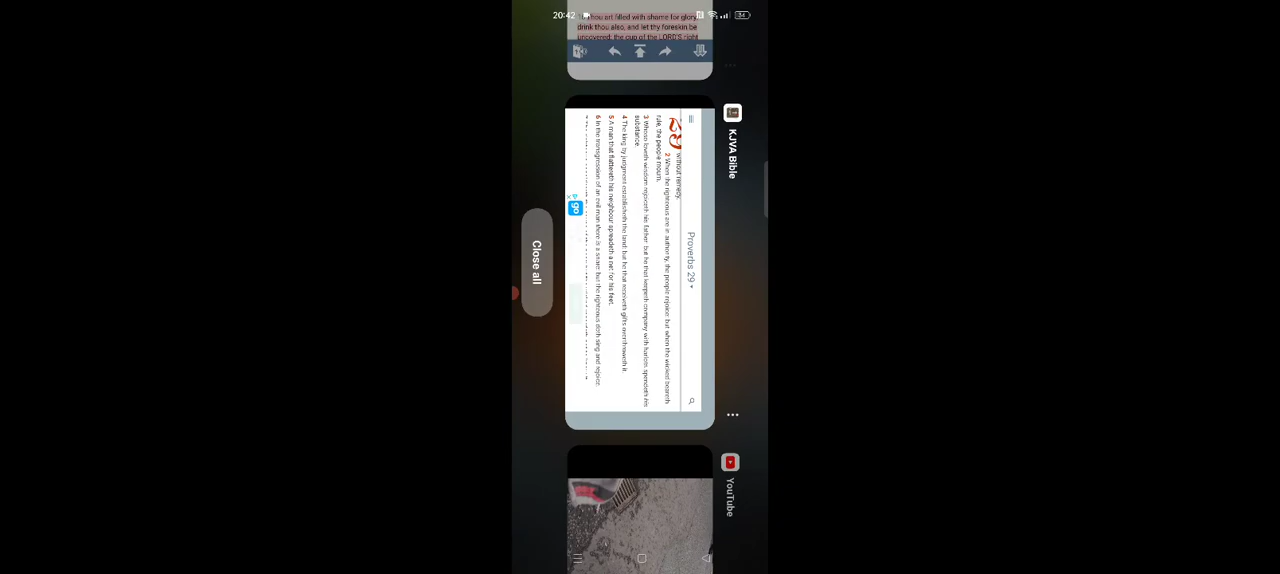 20:42
34
Thou art filled with shame for glory:
drink thou also, and let thy foreskin be
uncovered: the cup of the LORD'S right
KJVA Bible
Proverbs 29
without remedy.
2 When the righteous are in authority, the people rejoice: but when the wicked beareth
rule, the people mourn.
3 Whoso loveth wisdom rejoiceth his father: but he that keepeth company with harlots spendeth his
substance.
4 The king by judgment establisheth the land: but he that receiveth gifts overthroweth it.
5 A man that flattereth his neighbour spreadeth a net for his feet.
6 In the transgression of an evil man there is a snare: but the righteous doth sing and rejoice.
go
Close all
YouTube